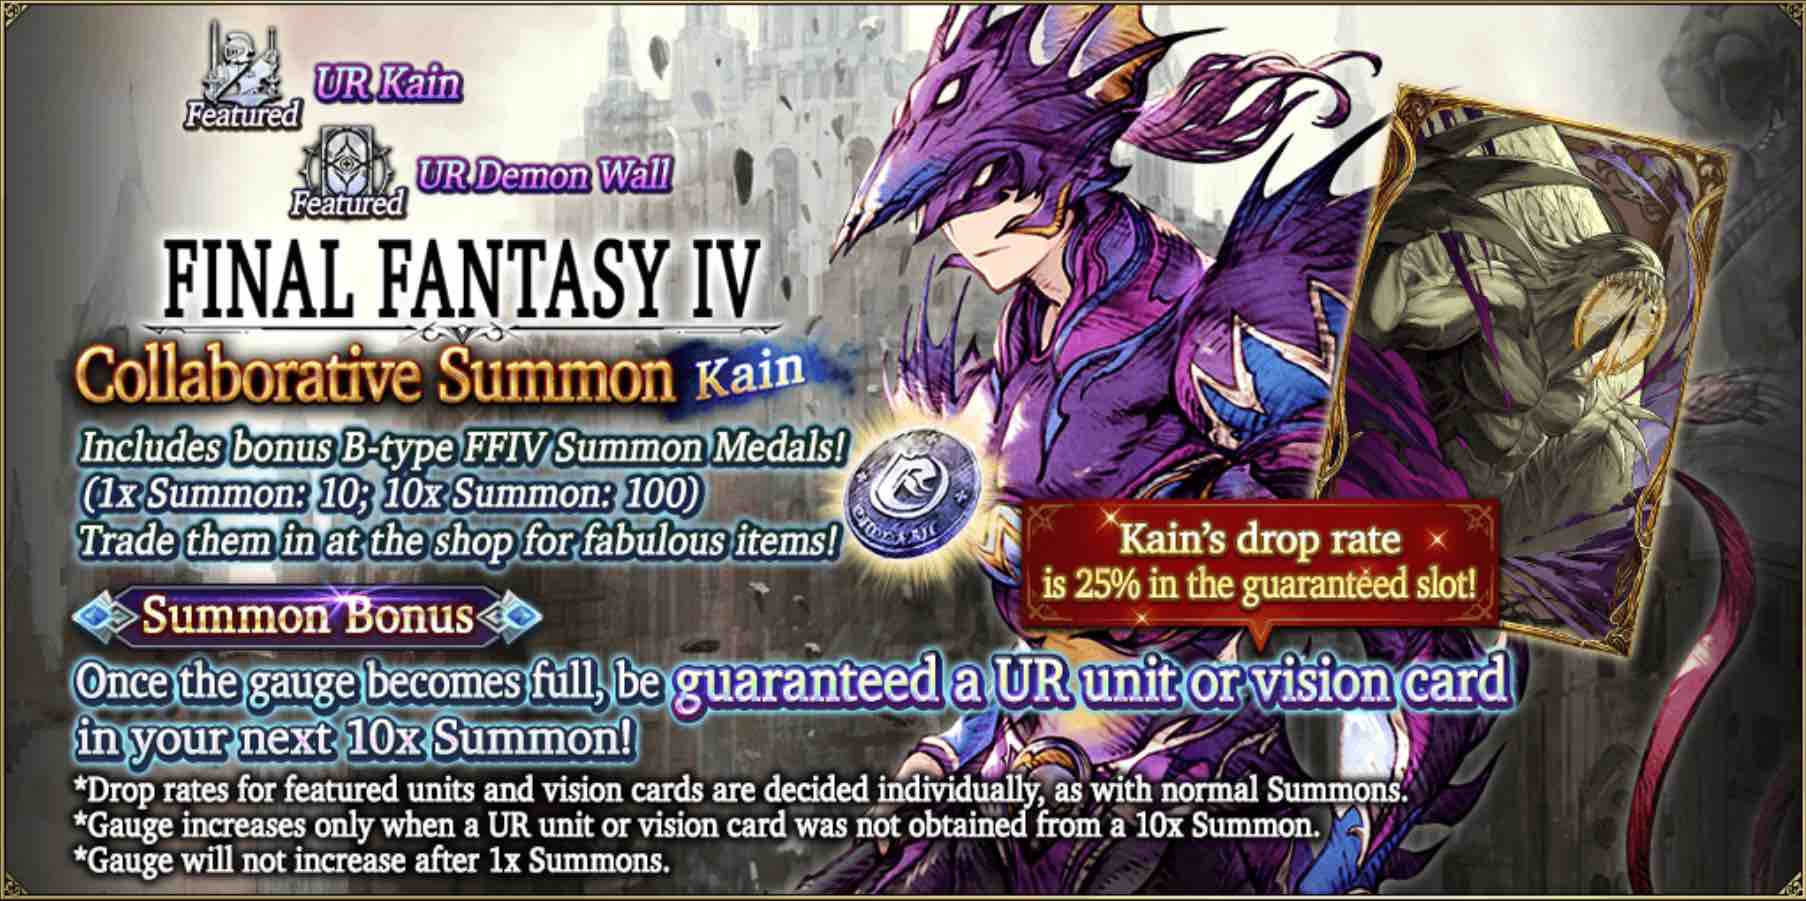 Featured UR Kain
Featured UR Demon Wall
FINAL FANTASY IV
Collaborative Summon Kain
Includes bonus B-type FFIV Summon Medals!
(1x Summon: 10; 10x Summon: 100)
Trade them in at the shop for fabulous items!
Kain's drop rate
is 25% in the guaranteed slot!
Summon Bonus
Once the gauge becomes full, be guaranteed a UR unit or vision card
in your next 10x Summon!
*Drop rates for featured units and vision cards are decided individually, as with normal Summons.
*Gauge increases only when a UR unit or vision card was not obtained from a 10x Summon.
*Gauge will not increase after 1x Summons.